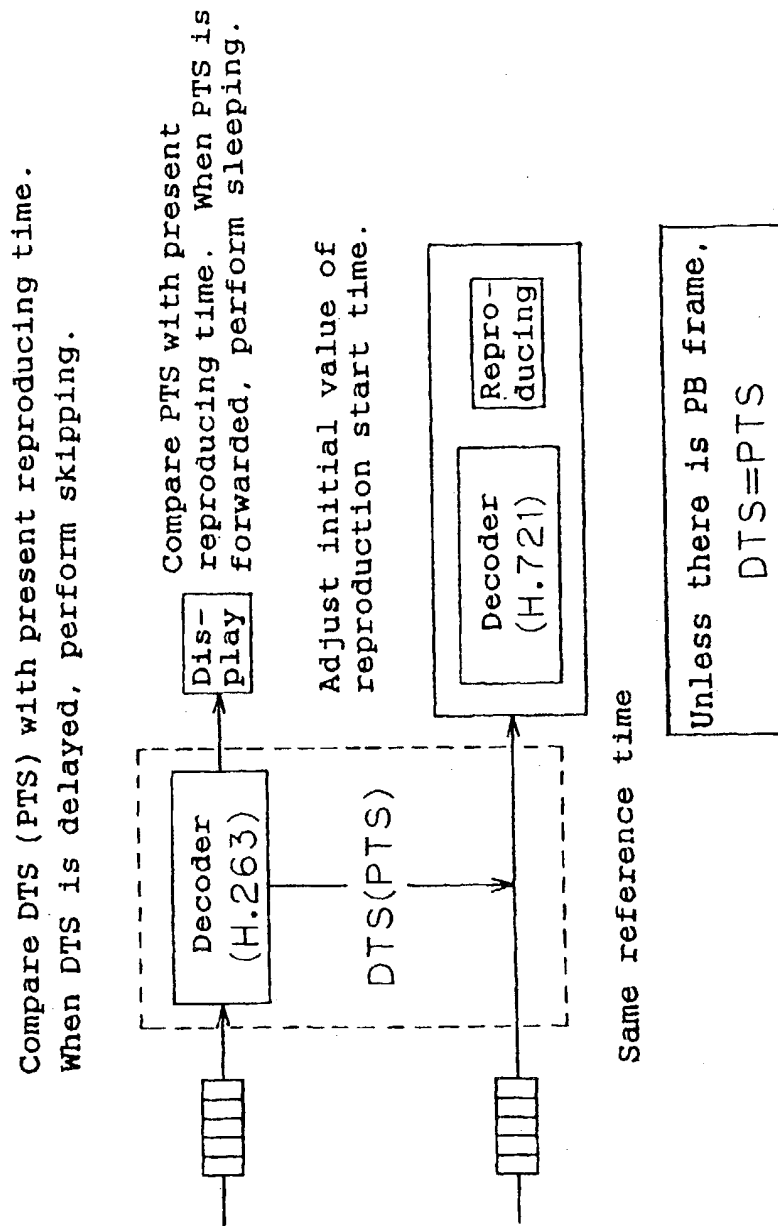 Compare DTS (PTS) with present reproducing time.
When DTS is delayed, perform skipping.
Compare PTS with present
reproducing time. When PTS is
forwarded, perform sleeping.
Dis-
play
Decoder
(H.263)
DTS(PTS)
Adjust initial value of
reproduction start time.
Decoder
(H.721)
Repro-
ducing
Same reference time
Unless there is PB frame,
DTS=PTS